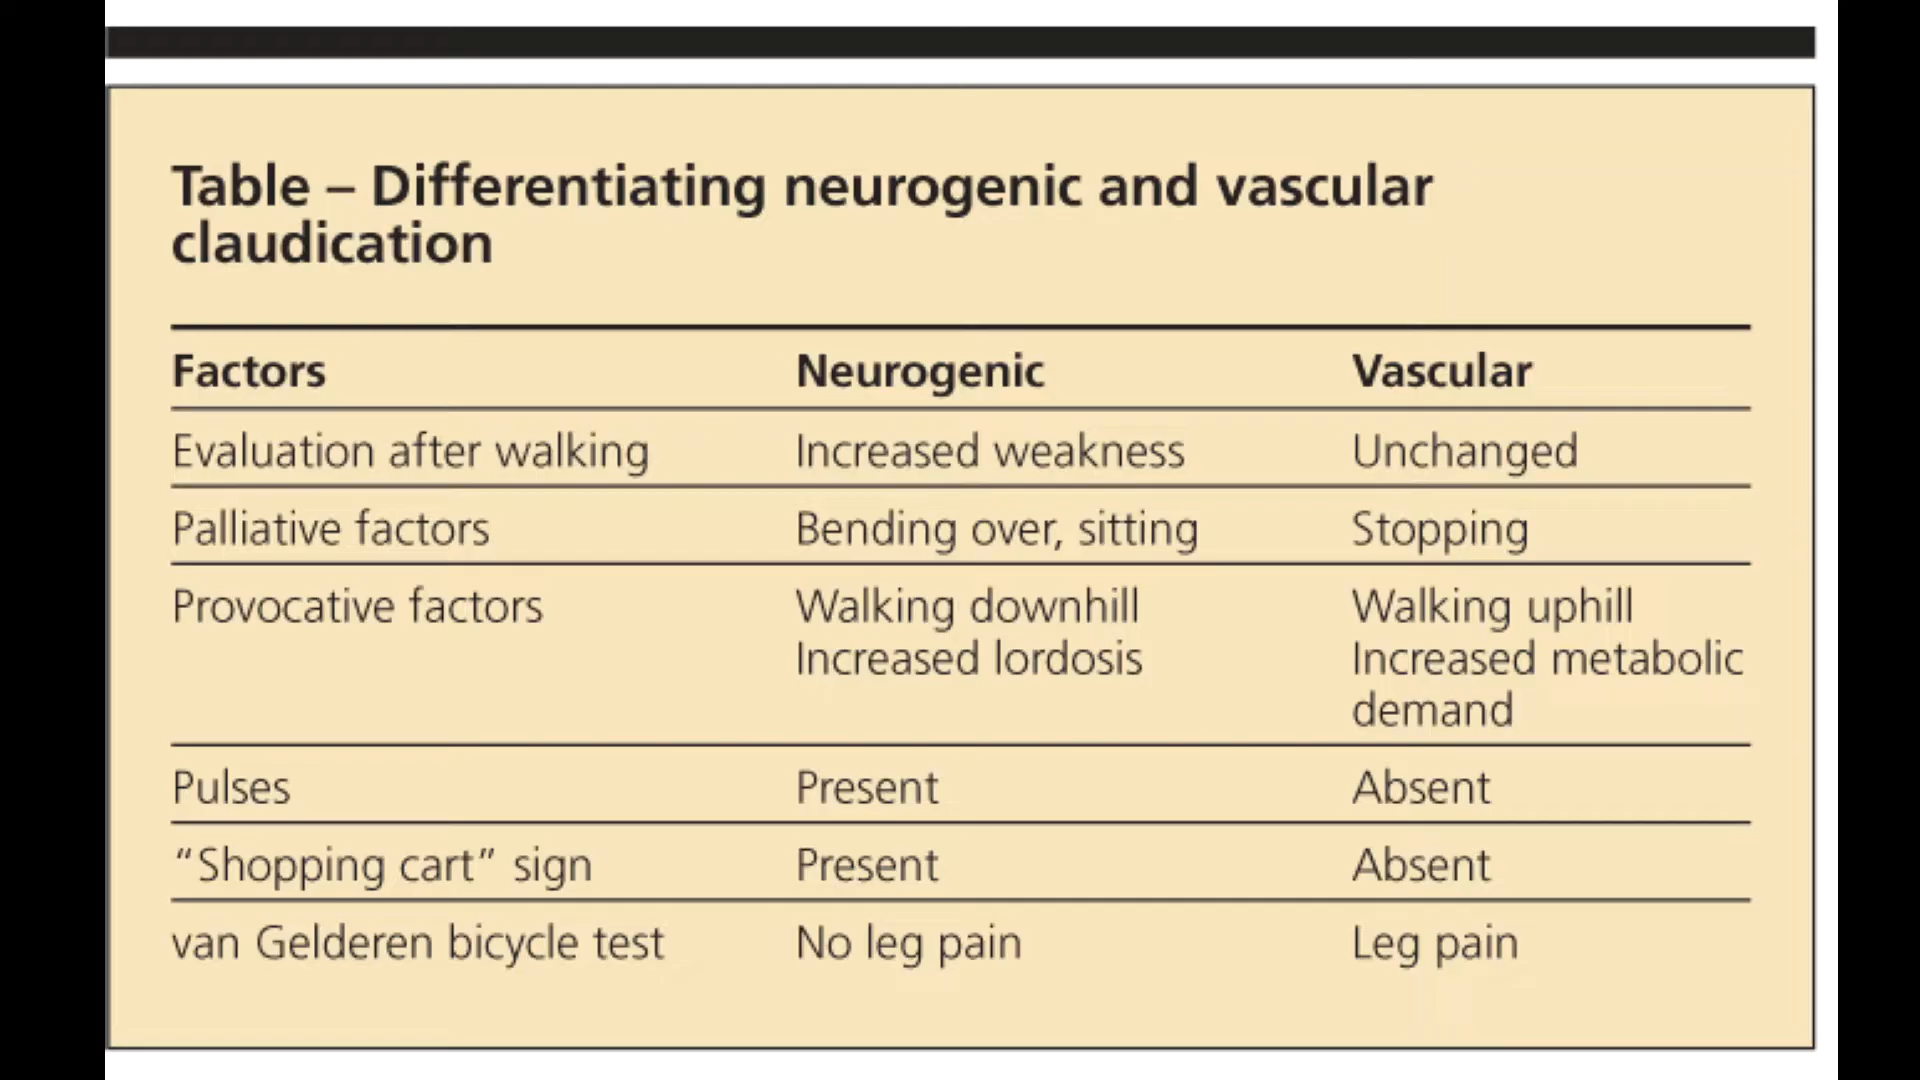 Table – Differentiating neurogenic and vascular
claudication
Factors Neurogenic Vascular
Evaluation after walking Increased weakness Unchanged
Palliative factors Bending over, sitting Stopping
Provocative factors Walking downhill Walking uphill
Increased lordosis Increased metabolic
demand
Pulses Present Absent
“Shopping cart” sign Present Absent
van Gelderen bicycle test No leg pain Leg pain